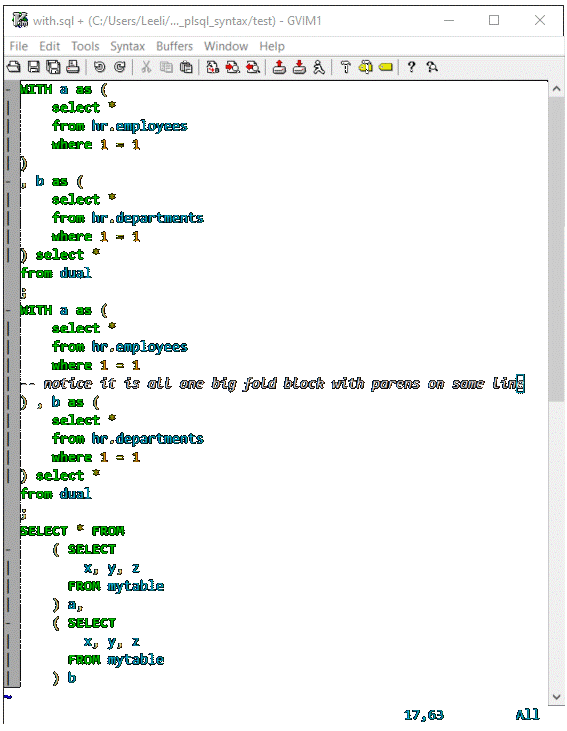 with.sql + (C:/Users/Leeli/..._plsql_syntax/test) - GVIM1
File Edit Tools Syntax Buffers Window Help
WITH a as (
select *
from hr.employees
where 1 = 1
)
, b as (
select *
from hr.departments
where 1 = 1
) select *
from dual
;
WITH a as (
select *
from hr.employees
where 1 = 1
-- notice it is all one big fold block with parens on same line
) , b as (
select *
from hr.departments
where 1 = 1
) select *
from dual
;
SELECT * FROM
( SELECT
x, y, z
FROM mytable
) a,
( SELECT
x, y, z
FROM mytable
) b
~
17,63 All